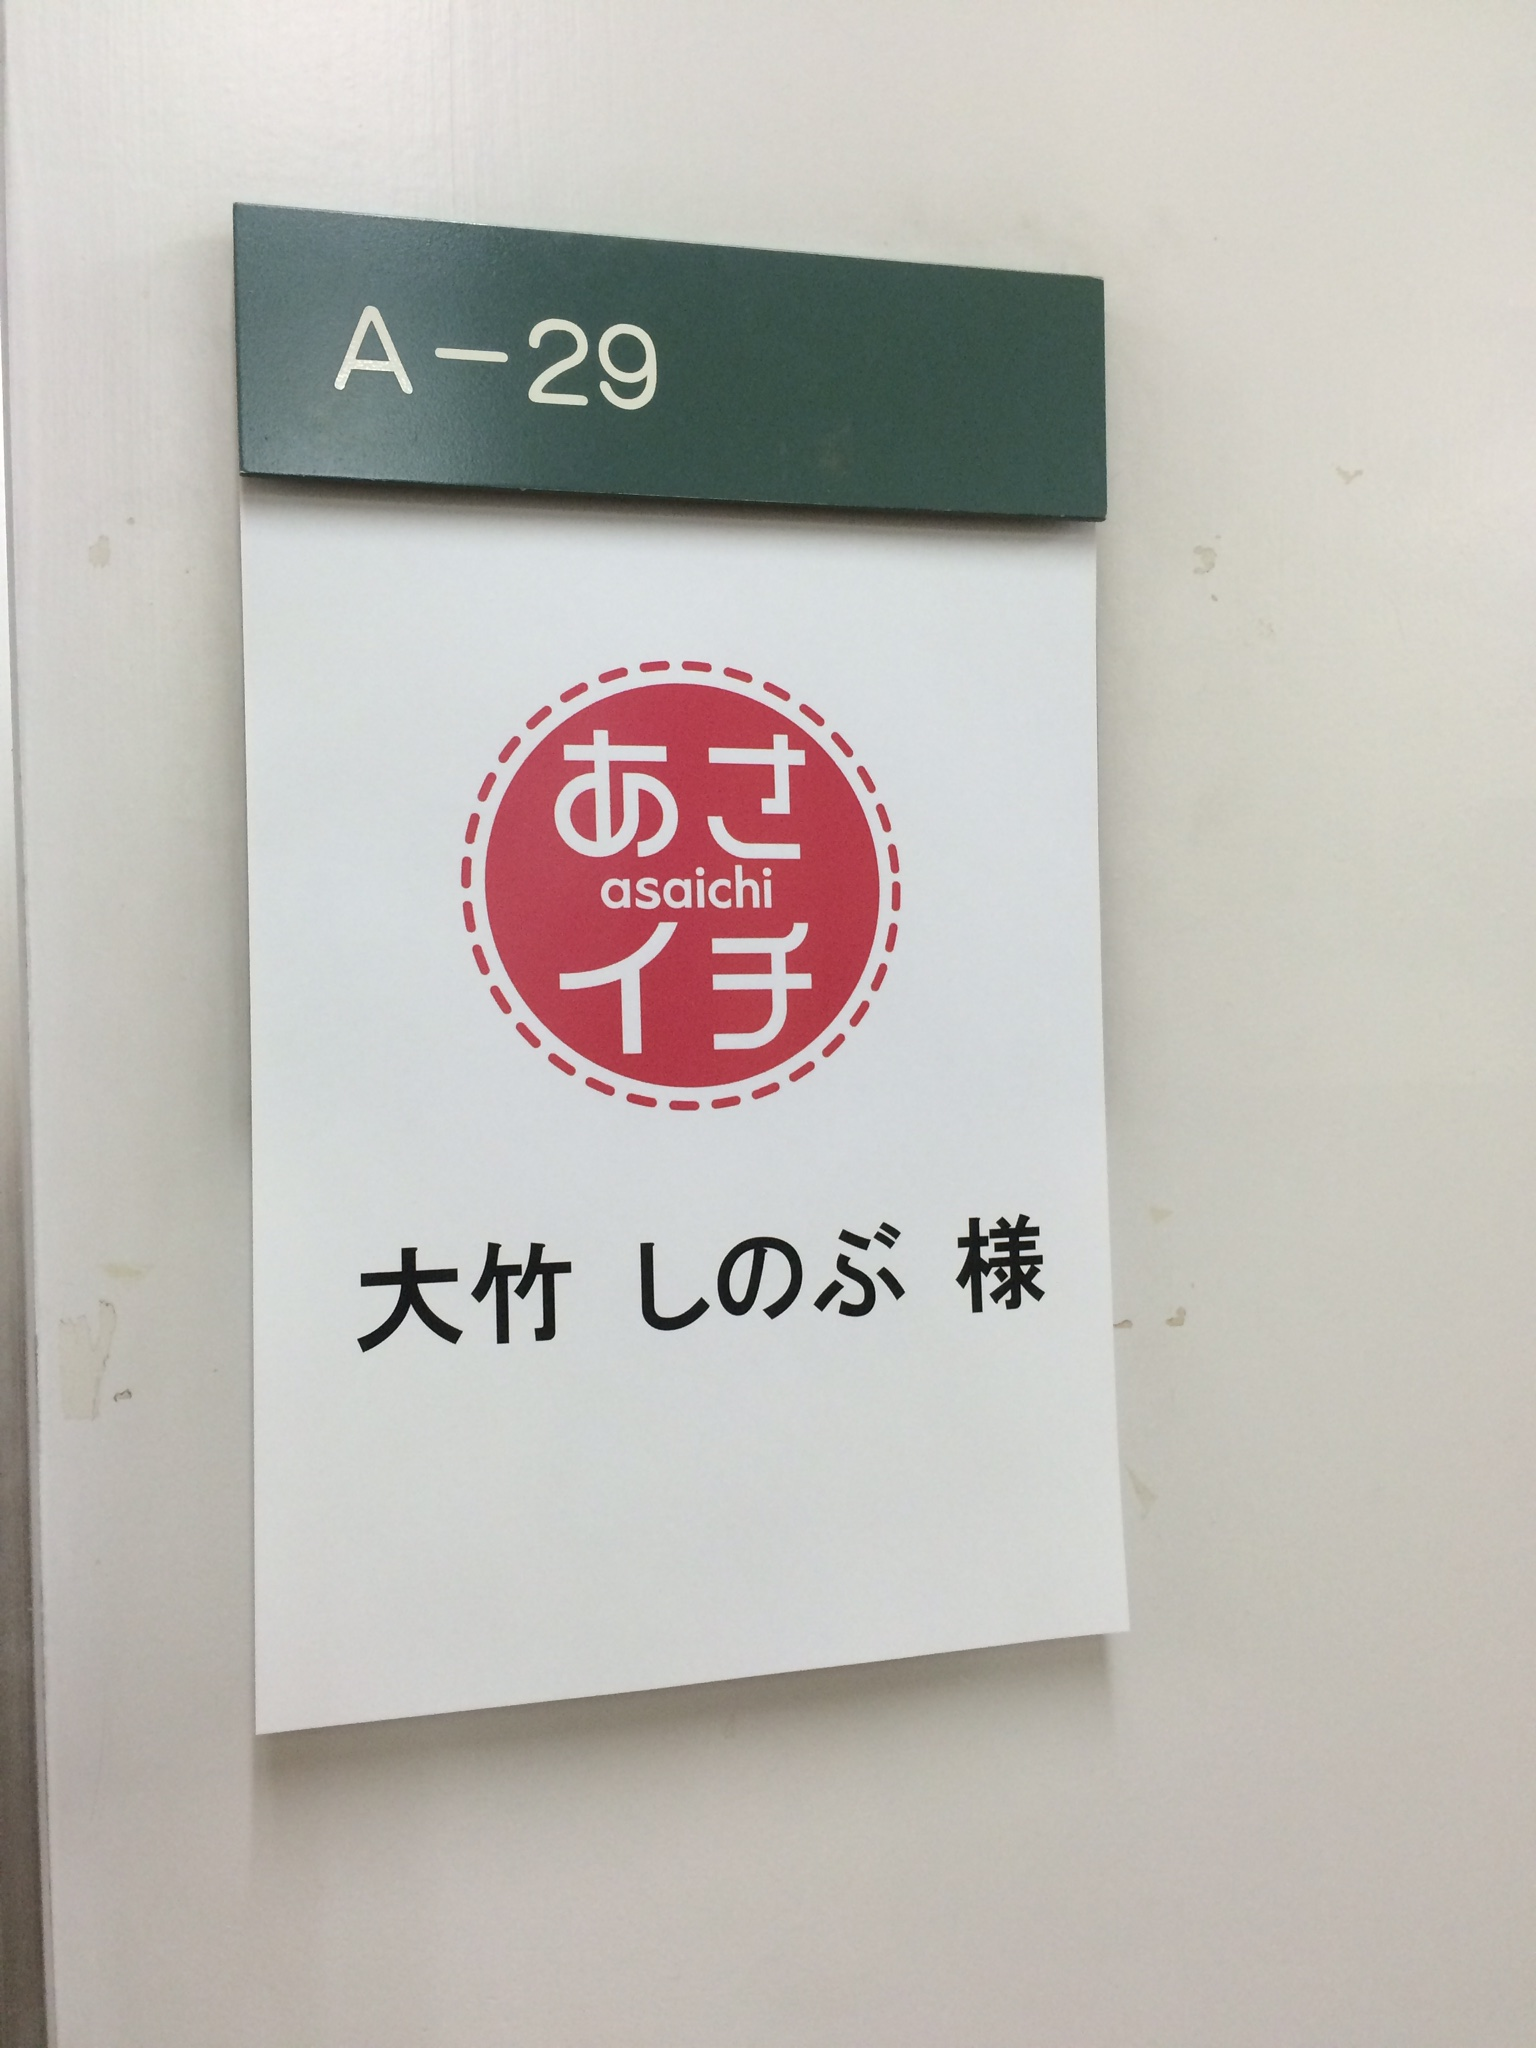 A-29
あさ
asaichi
イチ
大竹 しのぶ 様